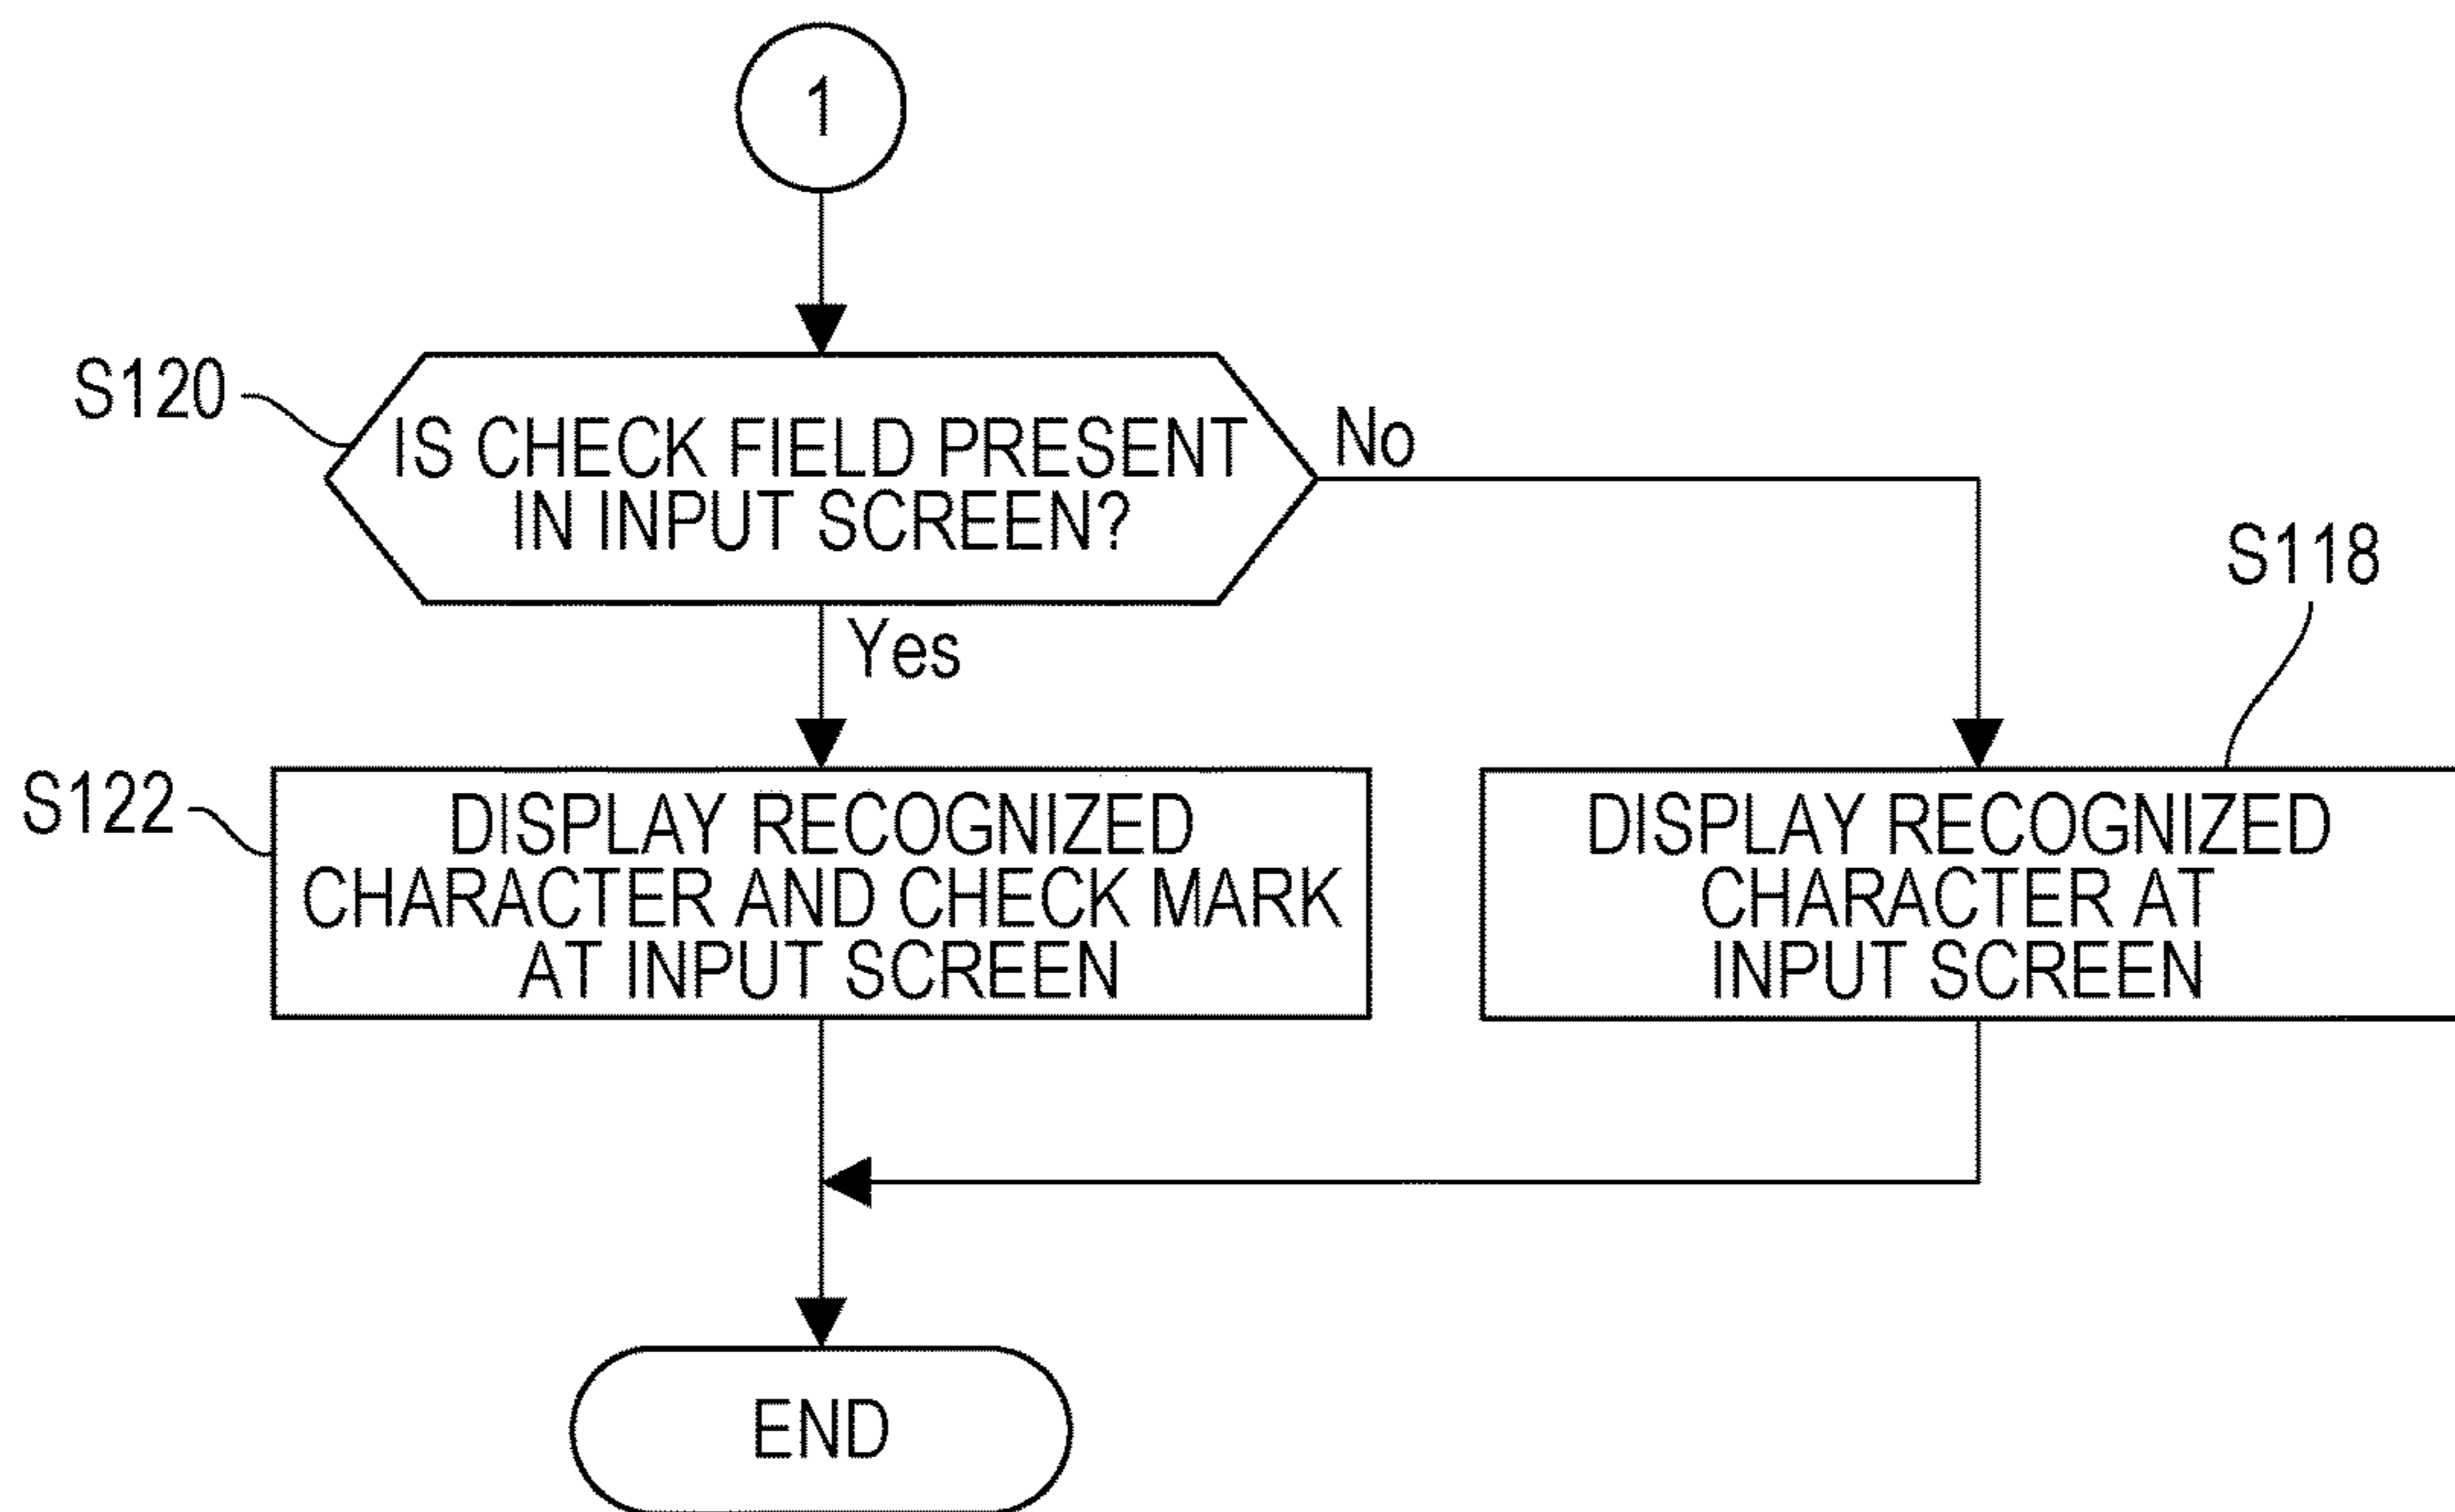 1
S120
IS CHECK FIELD PRESENT
IN INPUT SCREEN?
No
Yes
S118
S122
DISPLAY RECOGNIZED
CHARACTER AND CHECK MARK
AT INPUT SCREEN
DISPLAY RECOGNIZED
CHARACTER AT
INPUT SCREEN
END